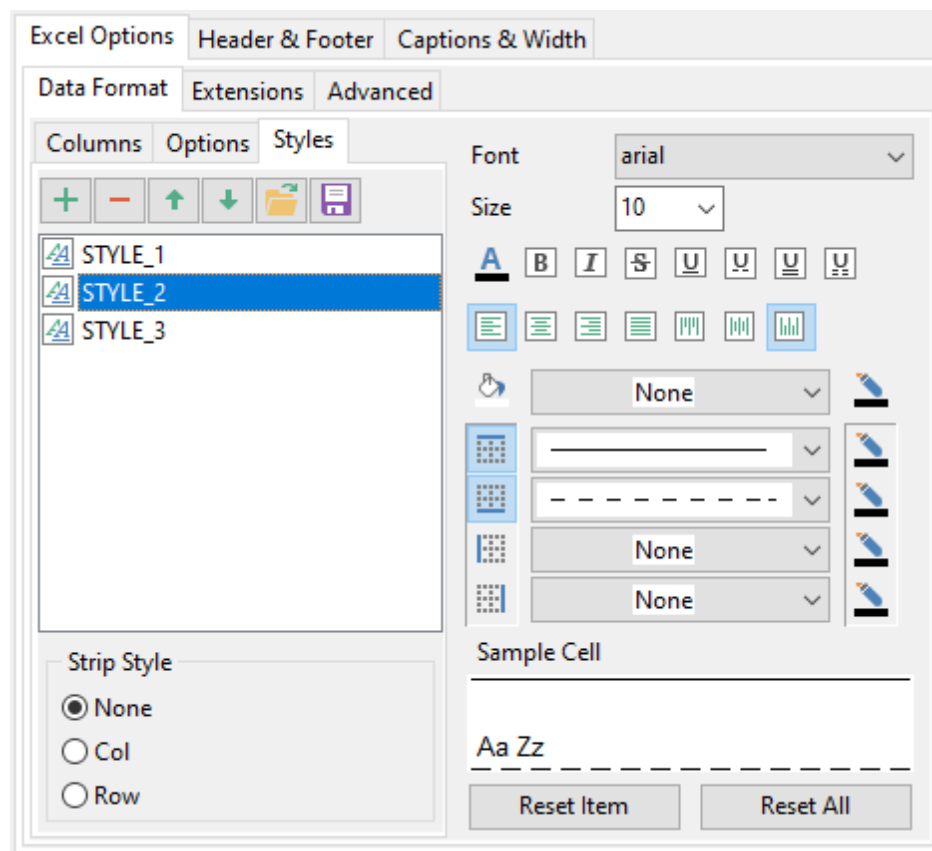 Excel Options Header & Footer Captions & Width
Data Format Extensions Advanced
Columns Options Styles
STYLE_1
STYLE_2
STYLE_3
Strip Style
None
Col
Row
Font arial
Size 10
A B I S U U U U
None
None
None
Sample Cell
Aa Zz
Reset Item Reset All